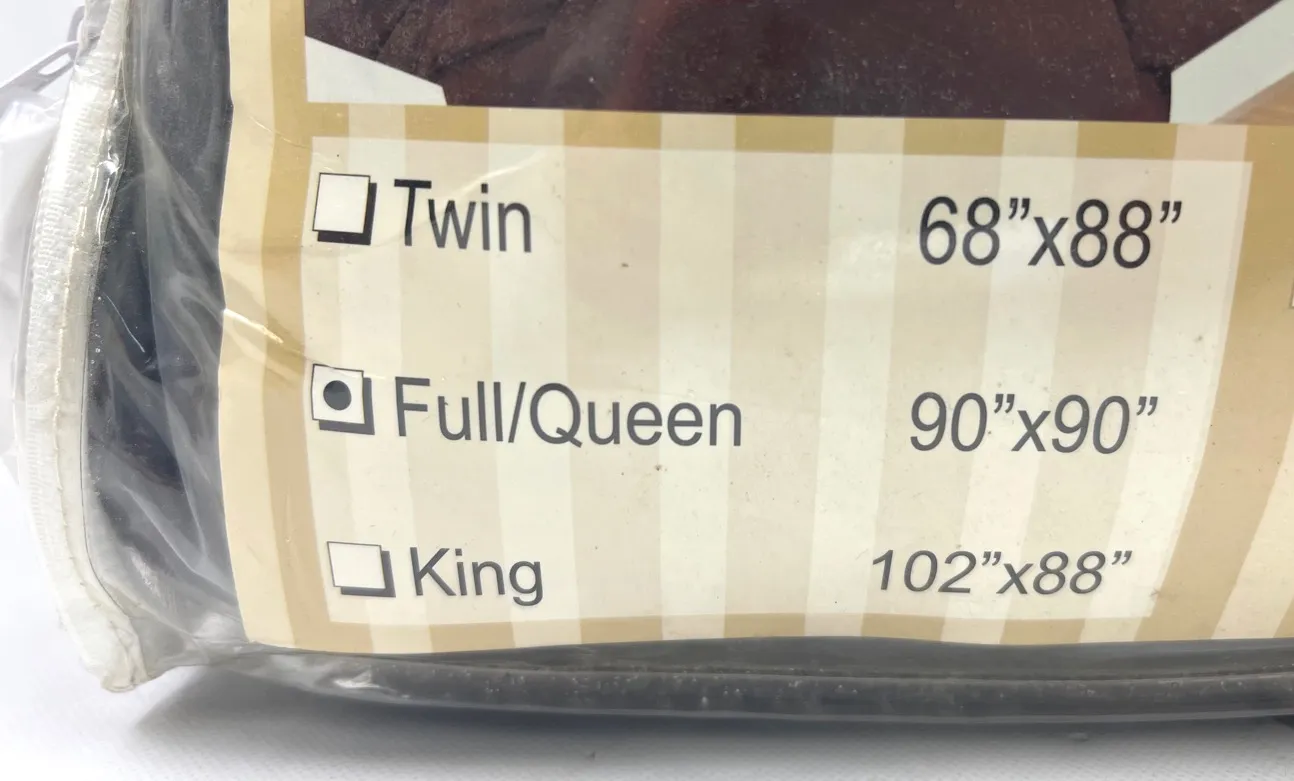 Twin 68”x88”
Full/Queen 90”x90”
King 102”x88”